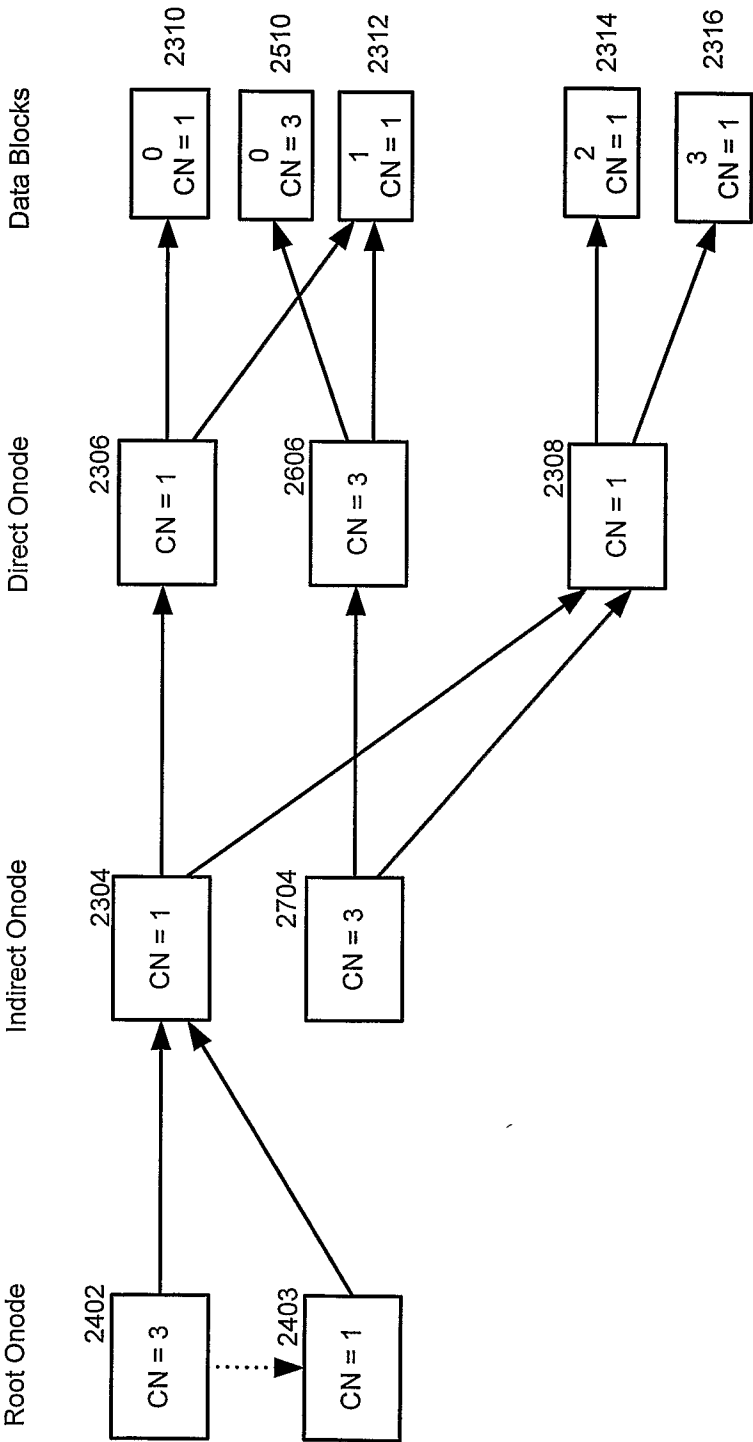 Root Onode
Indirect Onode
Direct Onode
Data Blocks
2402
CN = 3
2403
CN = 1
2304
CN = 1
2704
CN = 3
2306
CN = 1
2606
CN = 3
2308
CN = 1
0
CN = 1
2310
0
CN = 3
2510
1
CN = 1
2312
2
CN = 1
2314
3
CN = 1
2316